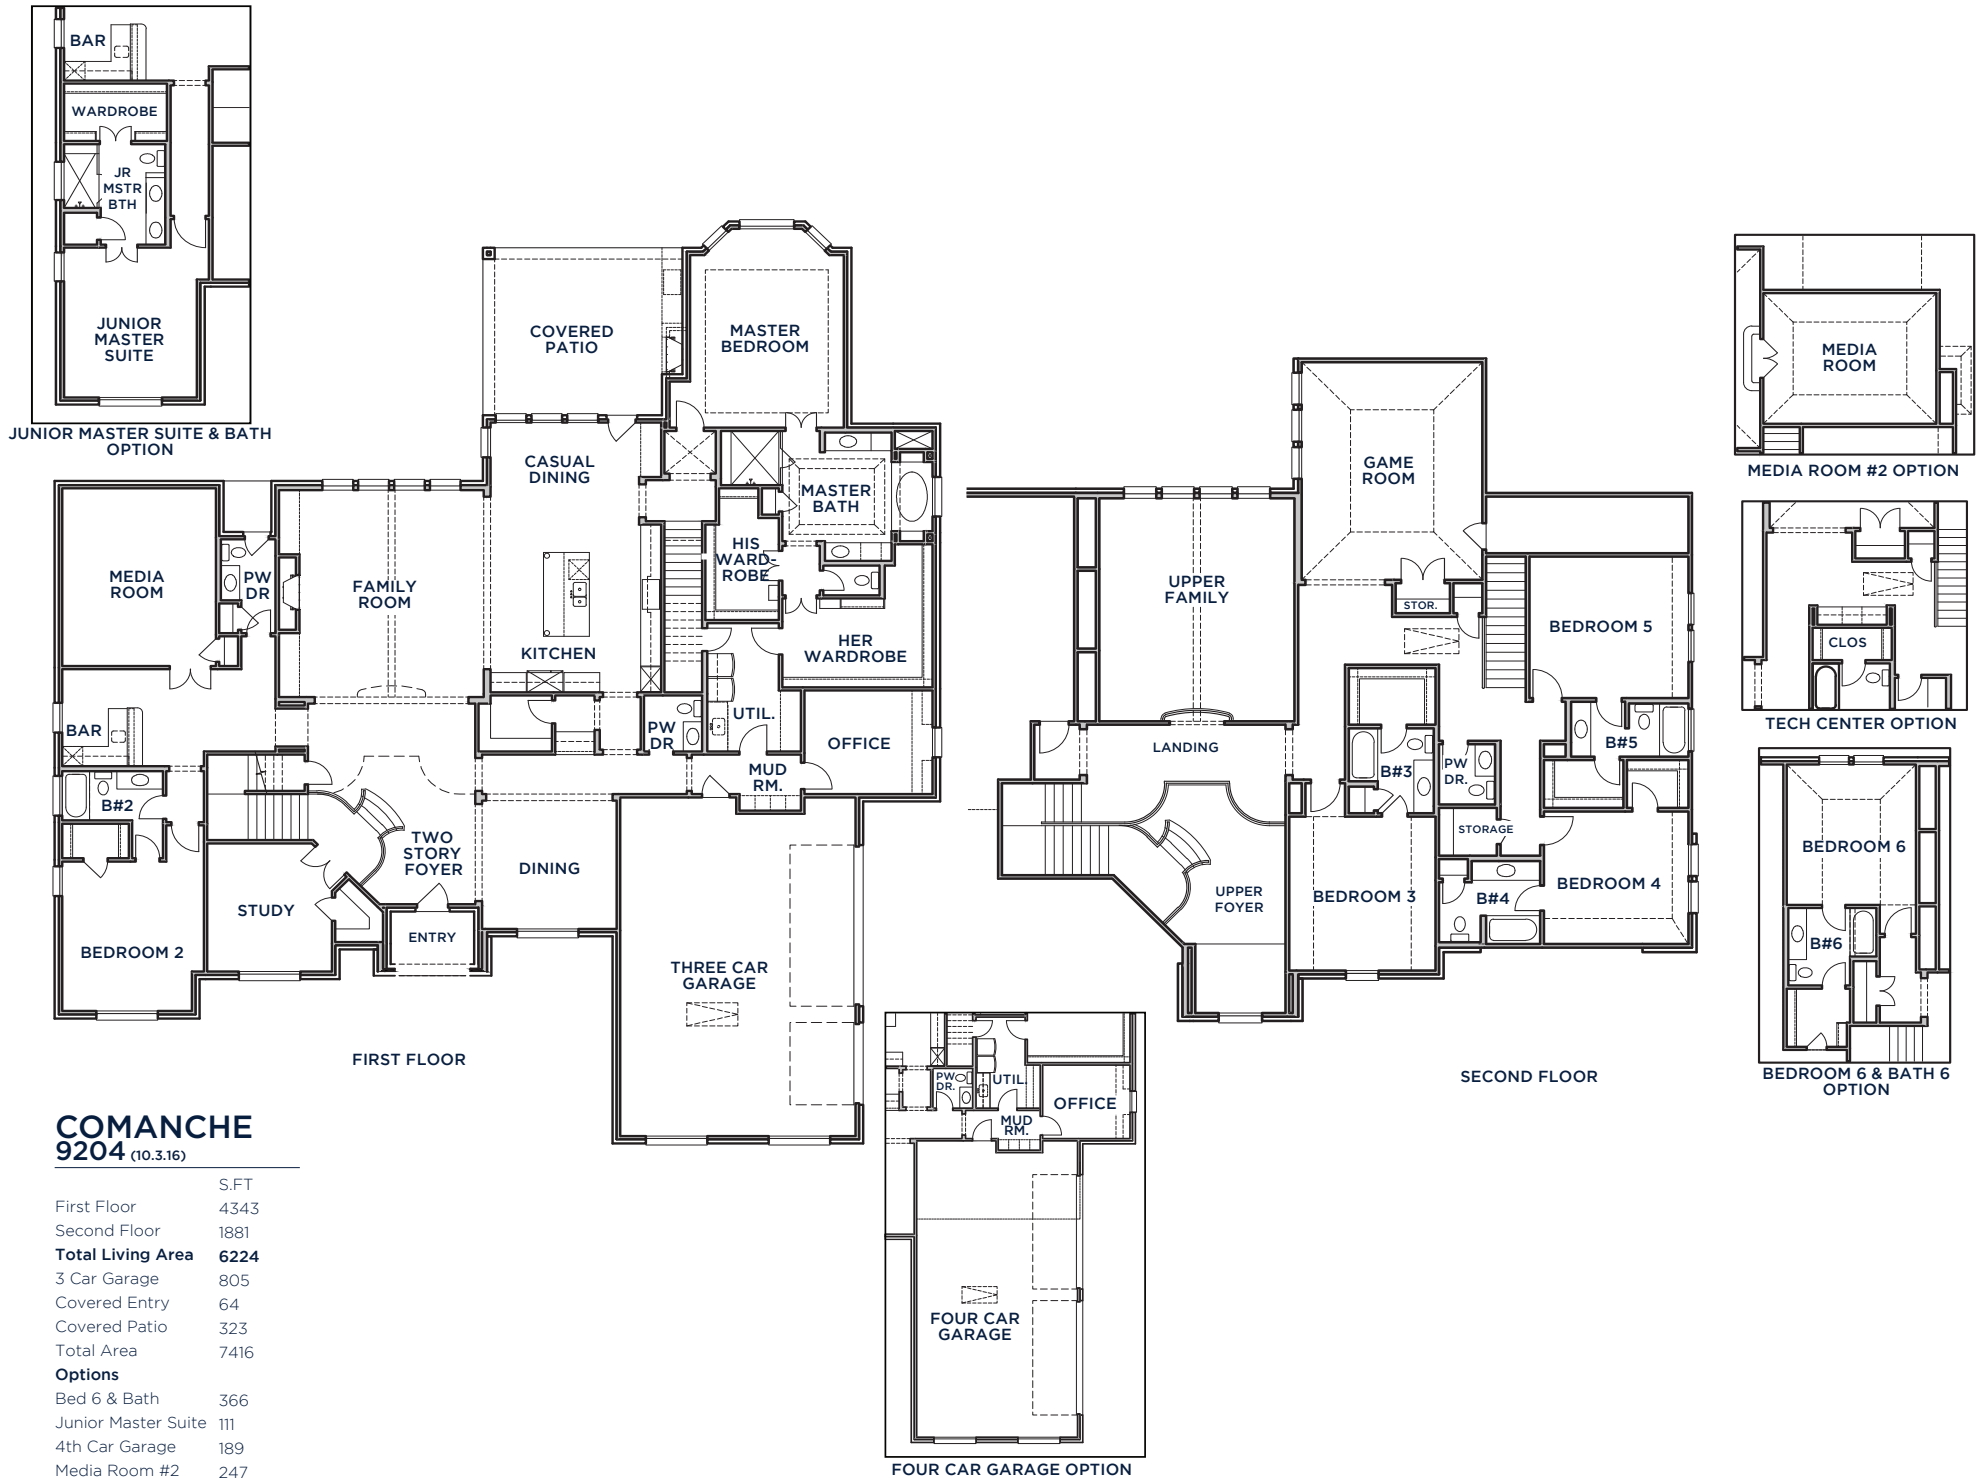 BAR
WARDROBE
JR
MSTR
BTH
JUNIOR
MASTER
SUITE
JUNIOR MASTER SUITE & BATH
OPTION
COVERED
PATIO
MASTER
BEDROOM
CASUAL
DINING
MASTER
BATH
HIS
WARD-
ROBE
MEDIA
ROOM
PW
DR
FAMILY
ROOM
KITCHEN
HER
WARDROBE
BAR
PW
DR
UTIL.
OFFICE
MUD
RM.
B#2
TWO
STORY
FOYER
DINING
STUDY
ENTRY
BEDROOM 2
THREE CAR
GARAGE
FIRST FLOOR
GAME
ROOM
UPPER
FAMILY
STOR.
BEDROOM 5
LANDING
B#3
PW
DR.
B#5
STORAGE
UPPER
FOYER
BEDROOM 3
B#4
BEDROOM 4
SECOND FLOOR
MEDIA
ROOM
MEDIA ROOM #2 OPTION
CLOS
TECH CENTER OPTION
BEDROOM 6
B#6
BEDROOM 6 & BATH 6
OPTION
PW
DR.
UTIL.
OFFICE
MUD
RM.
FOUR CAR
GARAGE
FOUR CAR GARAGE OPTION
COMANCHE
9204 (10.3.16)
S.FT
First Floor 4343
Second Floor 1881
Total Living Area 6224
3 Car Garage 805
Covered Entry 64
Covered Patio 323
Total Area 7416
Options
Bed 6 & Bath 366
Junior Master Suite 111
4th Car Garage 189
Media Room #2 247